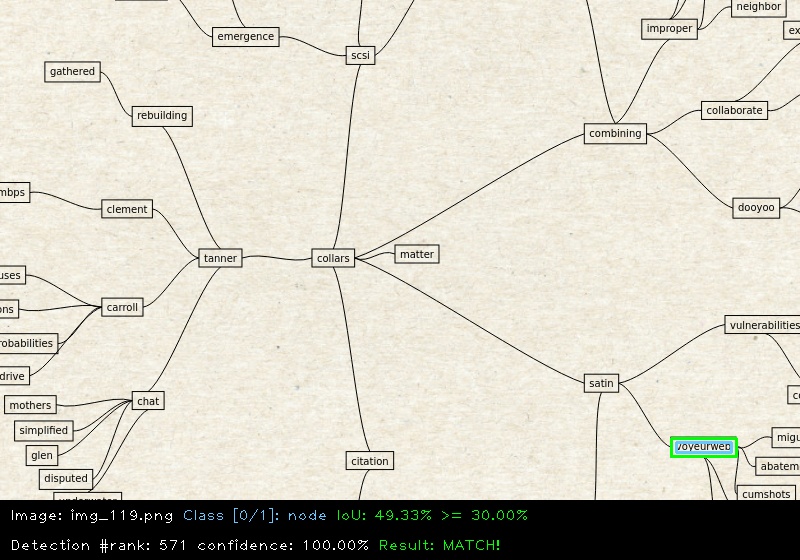 neighbor
improper
emergence
scsi
gathered
collaborate
rebuilding
combining
mbps
clement
dooyoo
matter
tanner
collars
uses
ons
carroll
vulnerabilities
robabilities
drive
satin
mothers
chat
simplified
voyeurweb
glen
citation
disputed
abatem
cumshots
underwater
Image: img_119.png Class [0/1]: node IoU: 49.33% >= 30.00%
Detection #rank: 571 confidence: 100.00% Result: MATCH!